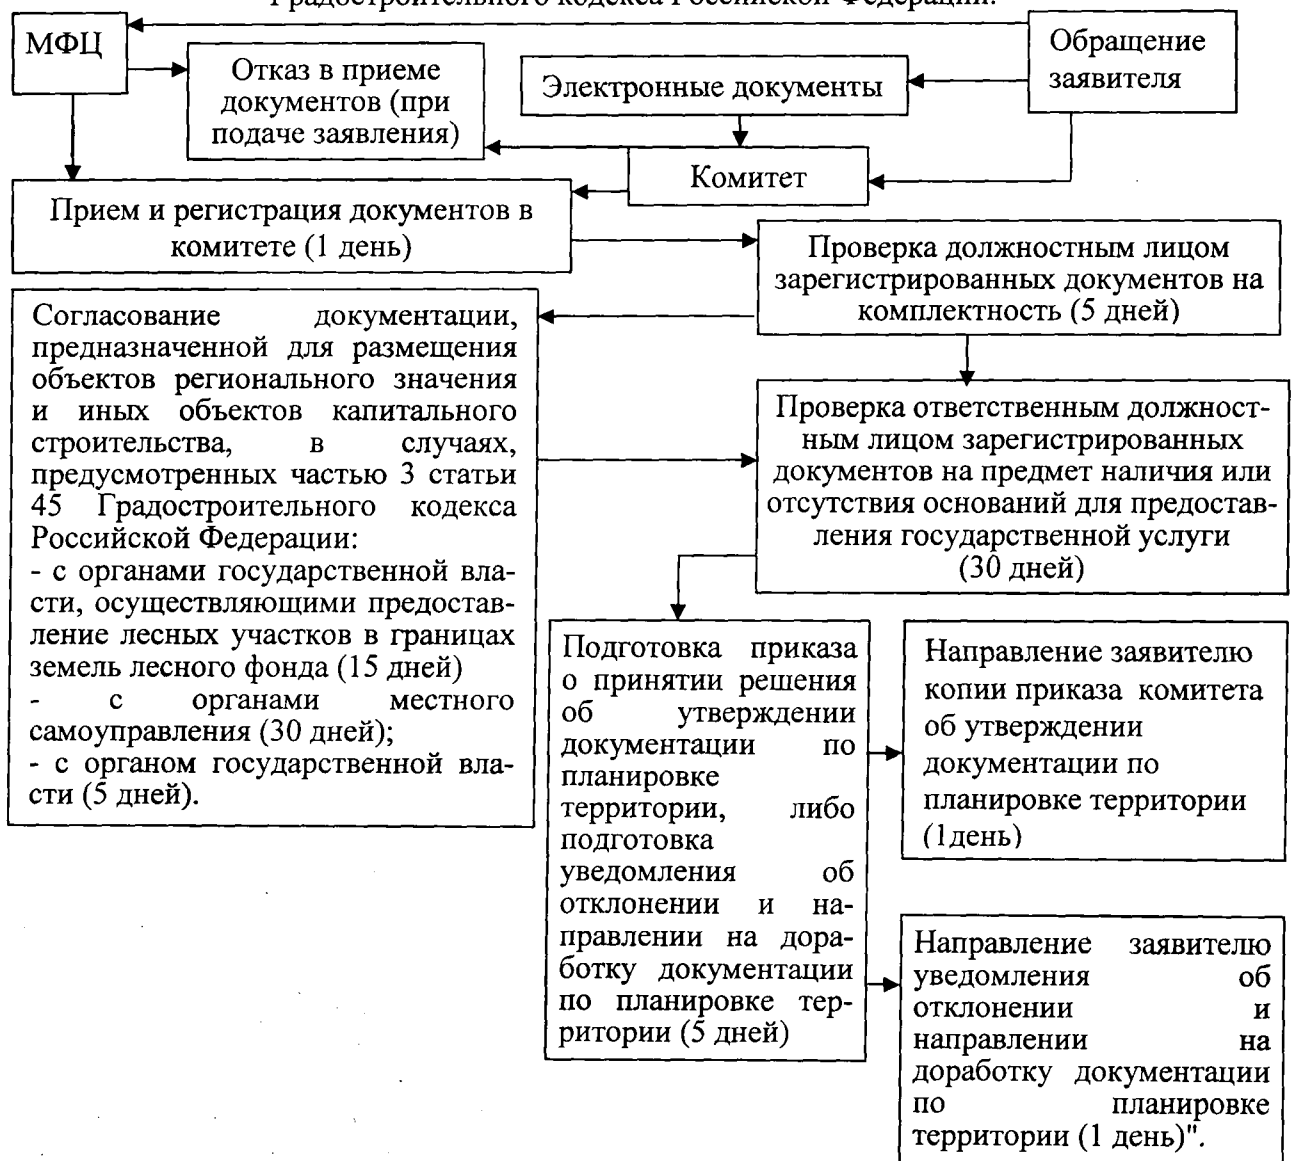 Градостроительного кодекса Российской Федерации.
МФЦ
Отказ в приеме
документов (при
подаче заявления)
Электронные документы
Обращение
заявителя
Комитет
Прием и регистрация документов в
комитете (1 день)
Проверка должностным лицом
зарегистрированных документов на
комплектность (5 дней)
Согласование документации,
предназначенной для размещения
объектов регионального значения
и иных объектов капитального
строительства, в случаях,
предусмотренных частью 3 статьи
45 Градостроительного кодекса
Российской Федерации:
- с органами государственной вла-
сти, осуществляющими предостав-
ление лесных участков в границах
земель лесного фонда (15 дней)
- с органами местного
самоуправления (30 дней);
- с органом государственной вла-
сти (5 дней).
Проверка ответственным должност-
ным лицом зарегистрированных
документов на предмет наличия или
отсутствия оснований для предостав-
ления государственной услуги
(30 дней)
Подготовка приказа
о принятии решения
об утверждении
документации по
планировке
территории, либо
подготовка
уведомления об
отклонении и на-
правлении на дора-
ботку документации
по планировке тер-
ритории (5 дней)
Направление заявителю
копии приказа комитета
об утверждении
документации по
планировке территории
(1день)
Направление заявителю
уведомления об
отклонении и
направлении на
доработку документации
по планировке
территории (1 день)".